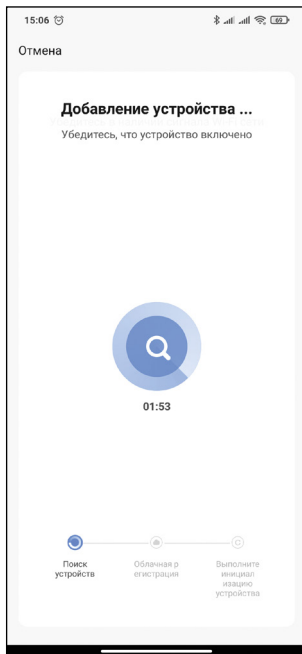 15:06
69
Отмена
Добавление устройства ...
Убедитесь, что устройство включено
01:53
Поиск
устройств
Облачная р
егистрация
Выполните
инициал
изацию
устройства